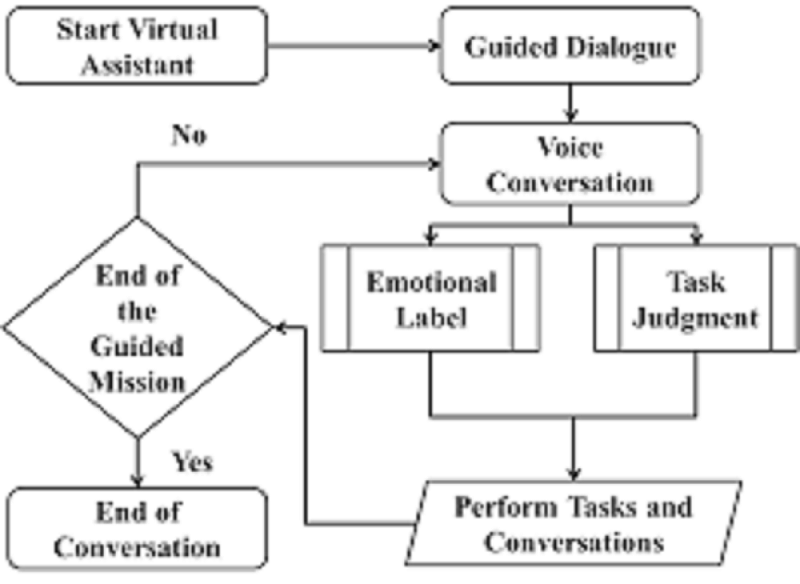 Start Virtual
Assistant
Guided Dialogue
No
Voice
Conversation
Emotional
Label
Task
Judgment
End of
the
Guided
Mission
Yes
End of
Conversation
Perform Tasks and
Conversations